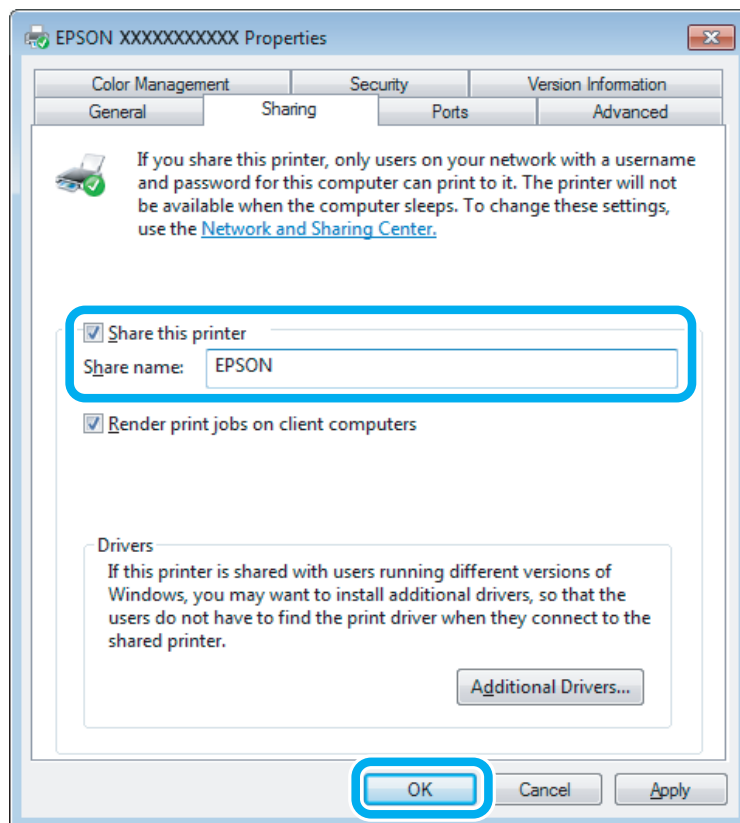 EPSON XXXXXXXXXXX Properties
Color Management Security Version Information
General Sharing Ports Advanced
If you share this printer, only users on your network with a username
and password for this computer can print to it. The printer will not
be available when the computer sleeps. To change these settings,
use the Network and Sharing Center.
Share this printer
Share name: EPSON
Render print jobs on client computers
Drivers
If this printer is shared with users running different versions of
Windows, you may want to install additional drivers, so that the
users do not have to find the print driver when they connect to the
shared printer.
Additional Drivers...
OK Cancel Apply